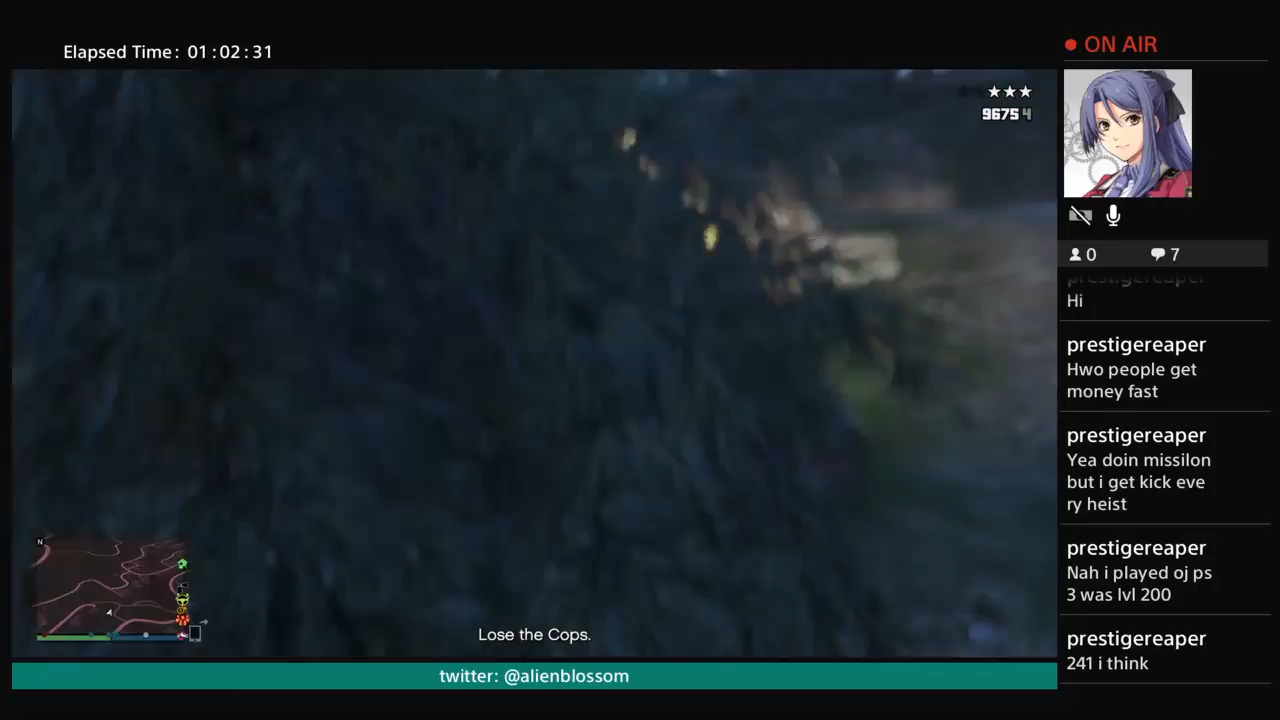 Elapsed Time: 01:02:31
ON AIR
★★★
9675 4
0
7
prestigereaper
Hi
prestigereaper
Hwo people get
money fast
prestigereaper
Yea doin missilon
but i get kick eve
ry heist
prestigereaper
Nah i played oj ps
3 was lvl 200
prestigereaper
241 i think
N
Lose the Cops.
twitter: @alienblossom